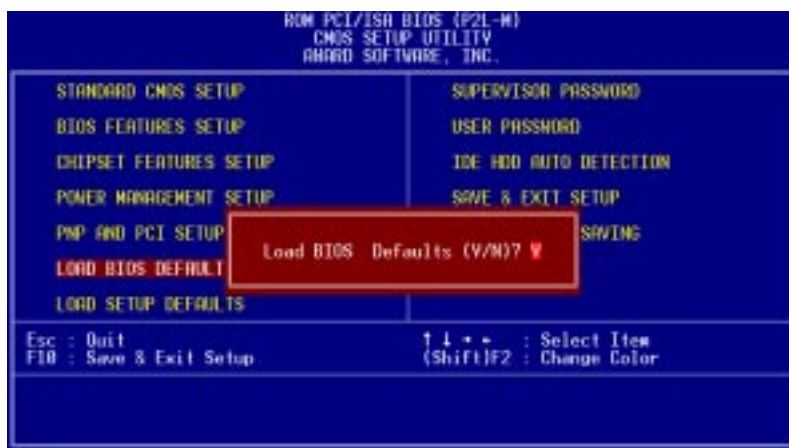 ROM PCI/ISA BIOS (P2L-M)
CMOS SETUP UTILITY
AWARD SOFTWARE, INC.
STANDARD CMOS SETUP
BIOS FEATURES SETUP
CHIPSET FEATURES SETUP
POWER MANAGEMENT SETUP
PNP AND PCI SETUP
LOAD BIOS DEFAULT
LOAD SETUP DEFAULTS
SUPERVISOR PASSWORD
USER PASSWORD
IDE HDD AUTO DETECTION
SAVE & EXIT SETUP
SAVING
Load BIOS Defaults (Y/N)? Y
Esc : Quit
F10 : Save & Exit Setup
↑ ↓ → ← : Select Item
(Shift)F2 : Change Color